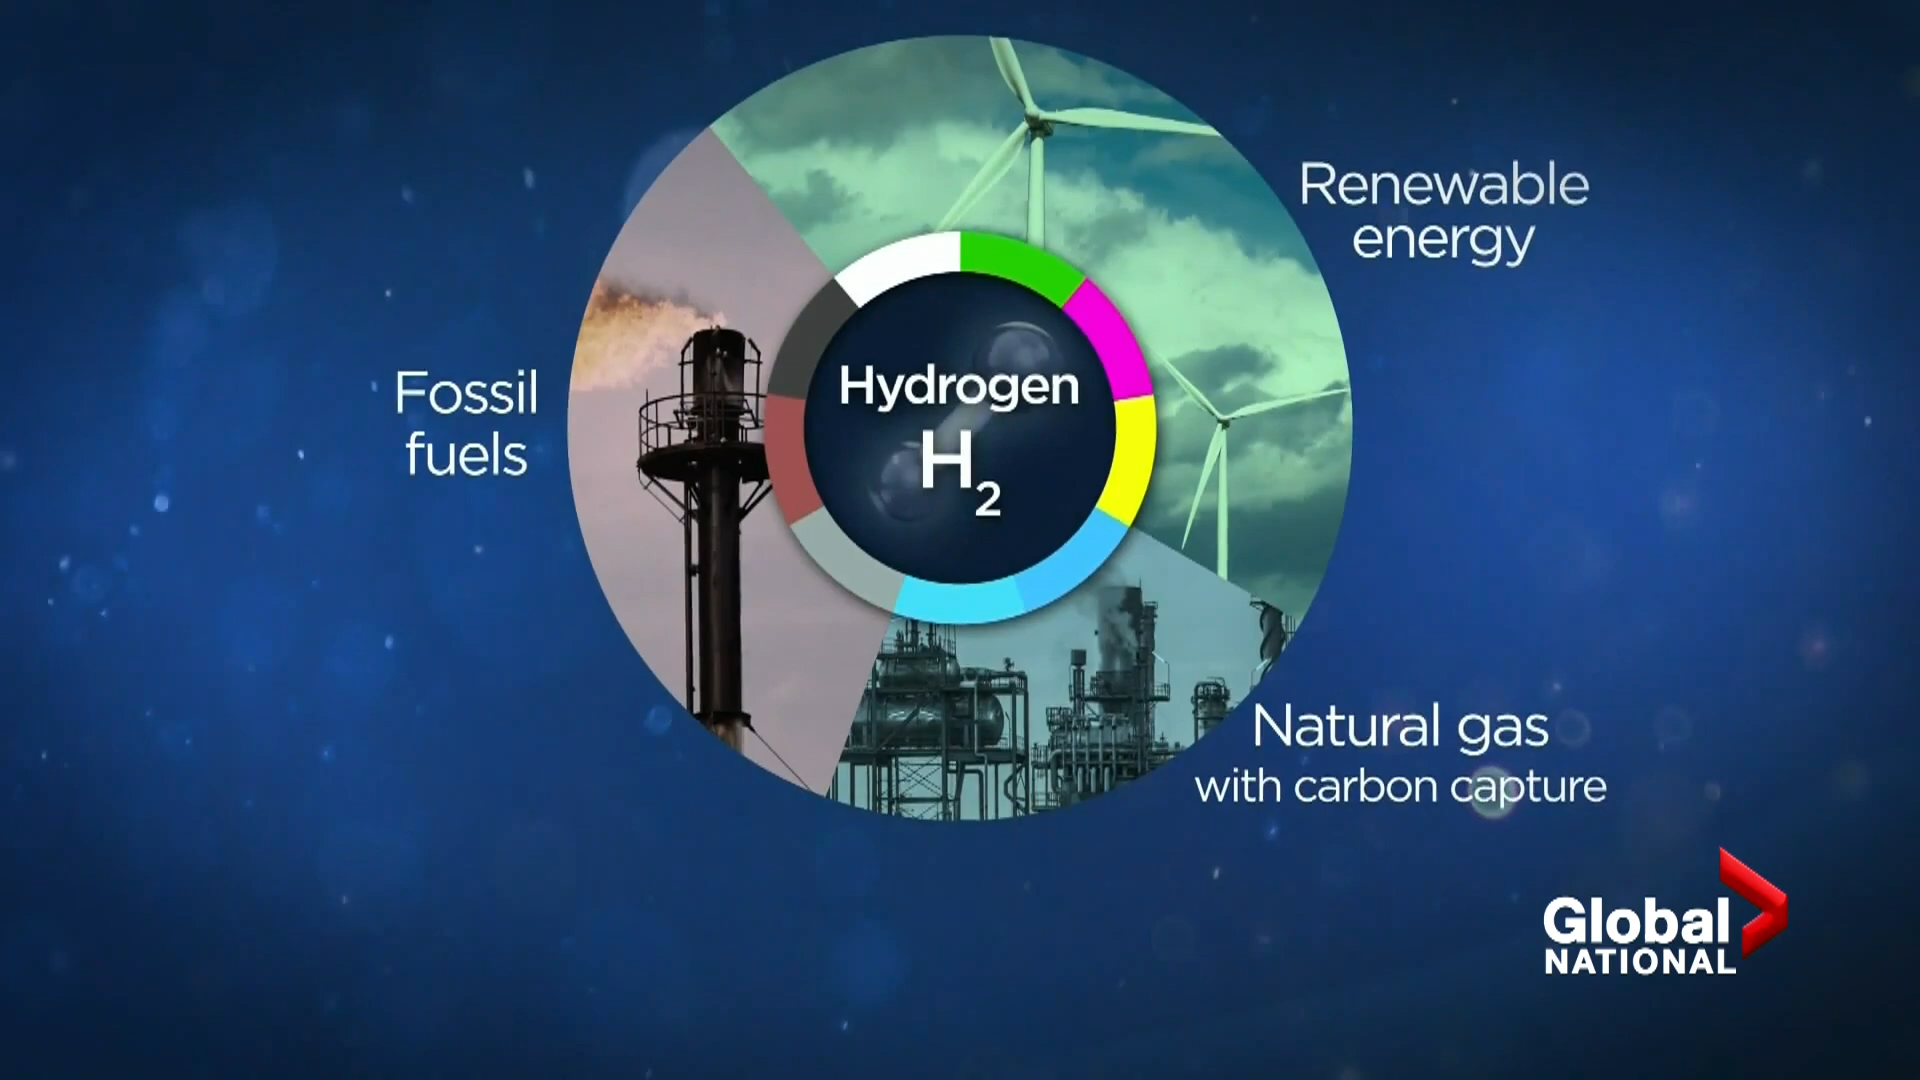 Renewable
energy
Fossil
fuels
Hydrogen
H₂
Natural gas
with carbon capture
Global
NATIONAL